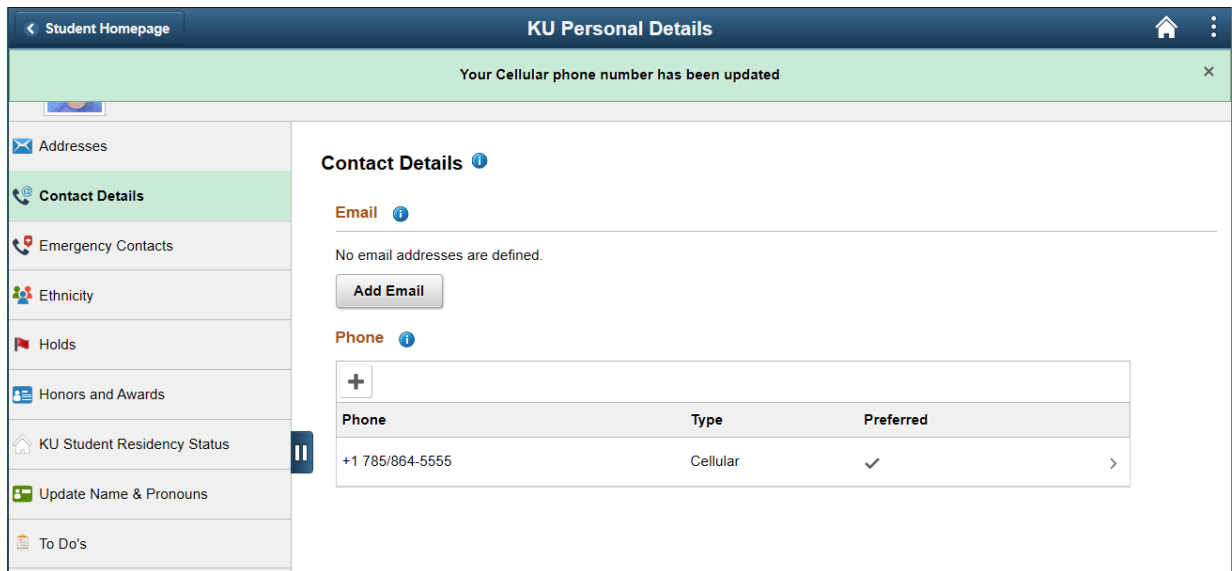 Student Homepage
KU Personal Details
Your Cellular phone number has been updated
Addresses
Contact Details
Emergency Contacts
Ethnicity
Holds
Honors and Awards
KU Student Residency Status
Update Name & Pronouns
To Do's
Contact Details
Email
No email addresses are defined.
Add Email
Phone
Phone Type Preferred
+1 785/864-5555 Cellular